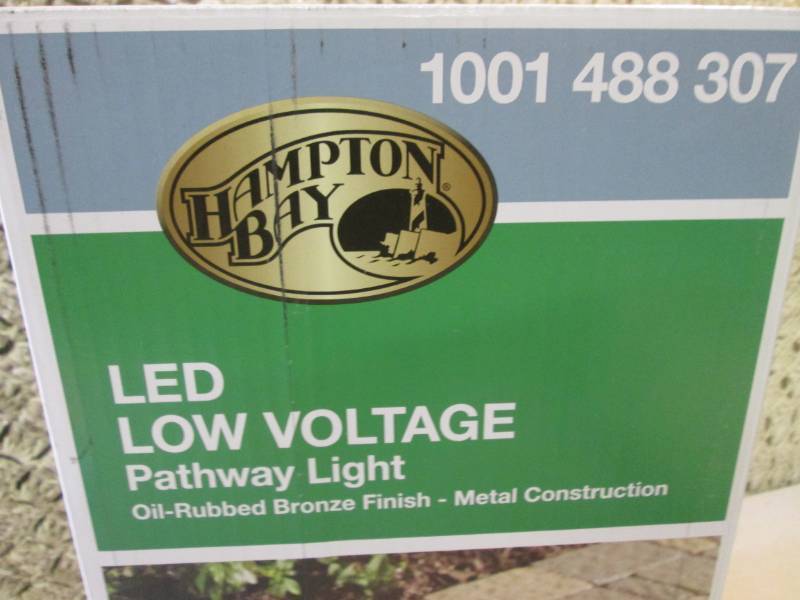 1001 488 307
HAMPTON
BAY
®
LED
LOW VOLTAGE
Pathway Light
Oil-Rubbed Bronze Finish - Metal Construction